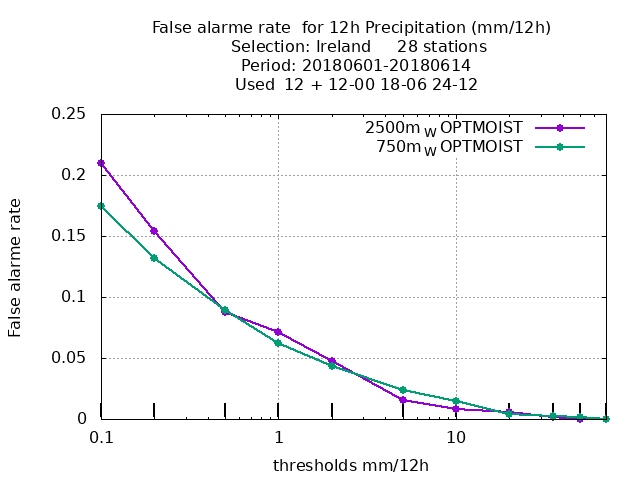 False alarme rate  for 12h Precipitation (mm/12h)
Selection: Ireland     28 stations
Period: 20180601-20180614
Used  12 + 12-00 18-06 24-12
2500m_W OPTMOIST
750m_W OPTMOIST
0.25
0.2
0.15
0.1
0.05
0
False alarme rate
0.1
1
10
thresholds mm/12h